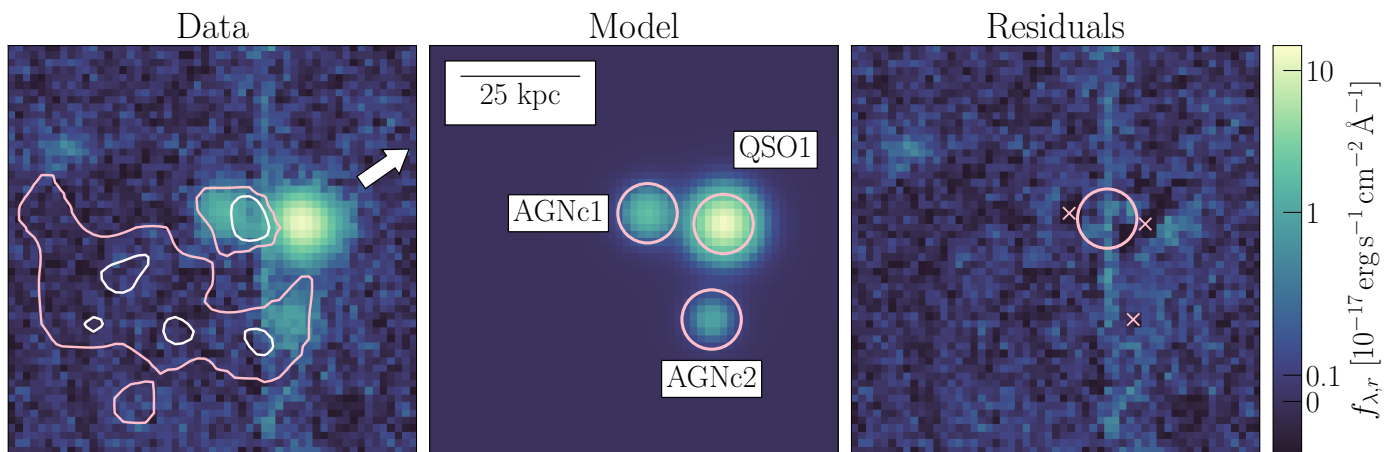 Data
Model
Residuals
25 kpc
QSO1
AGNc1
AGNc2
10
1
0.1
0
f_{λ,r} [10^{−17} erg s^{−1} cm^{−2} Å^{−1}]